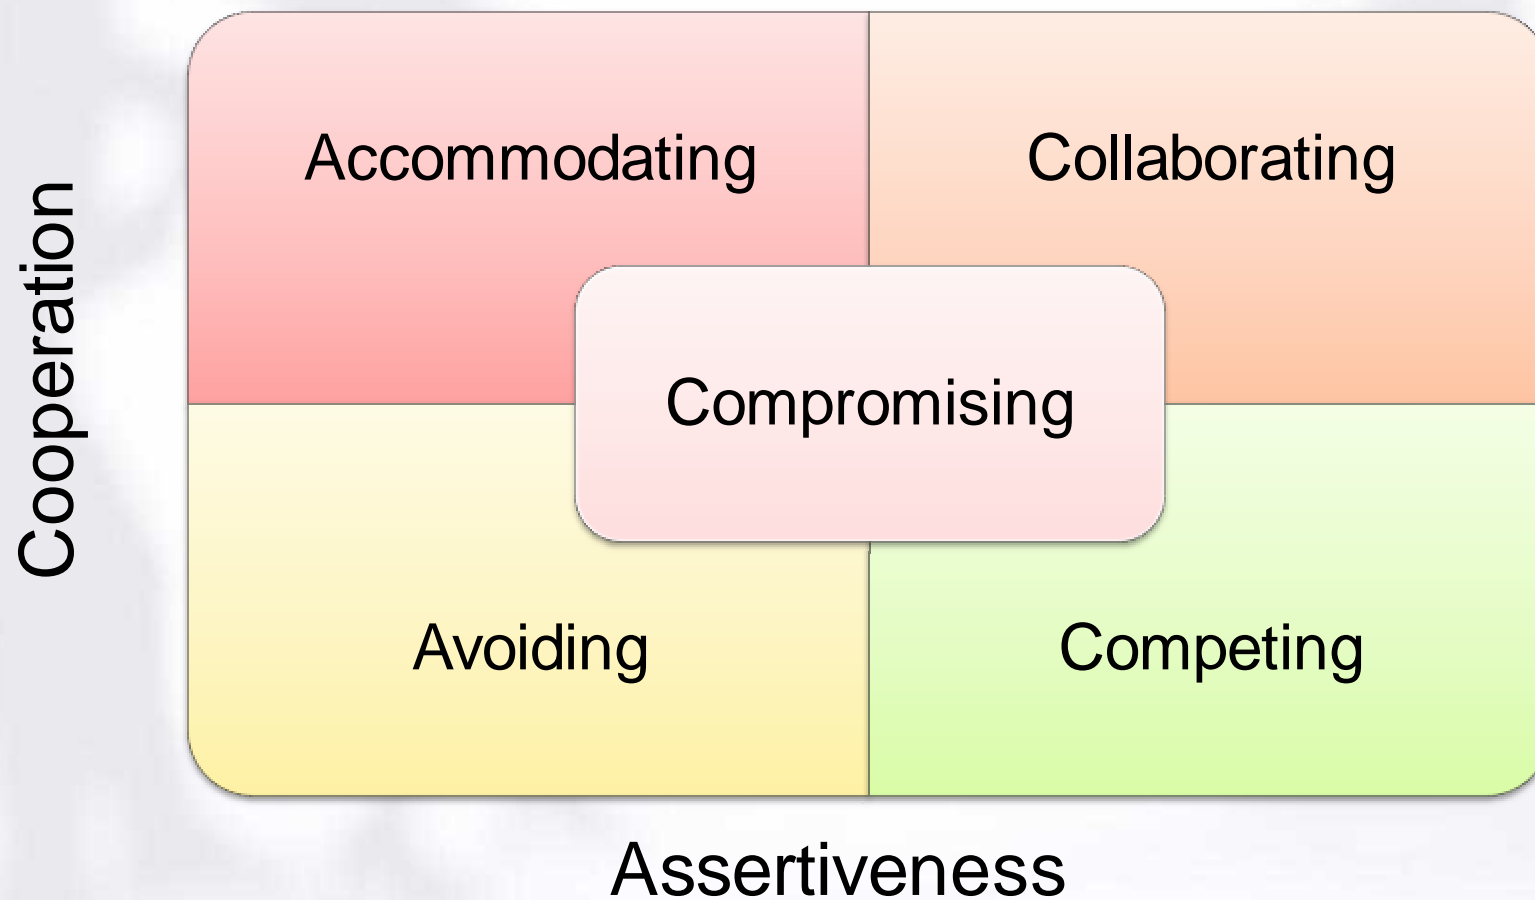 Accommodating
Collaborating
Cooperation
Compromising
Avoiding
Competing
Assertiveness